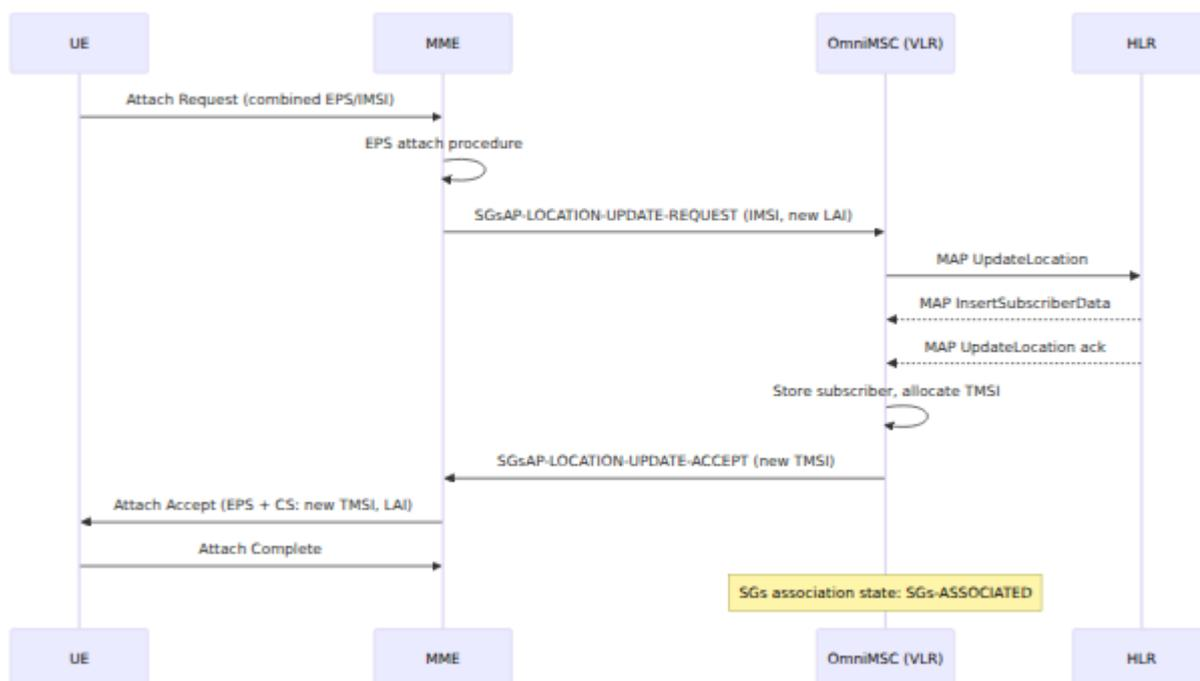 UE
MME
OmniMSC (VLR)
HLR
Attach Request (combined EPS/IMSI)
EPS attach procedure
SGsAP-LOCATION-UPDATE-REQUEST (IMSI, new LAI)
MAP UpdateLocation
MAP InsertSubscriberData
MAP UpdateLocation ack
Store subscriber, allocate TMSI
SGsAP-LOCATION-UPDATE-ACCEPT (new TMSI)
Attach Accept (EPS + CS: new TMSI, LAI)
Attach Complete
SGs association state: SGs-ASSOCIATED
UE
MME
OmniMSC (VLR)
HLR